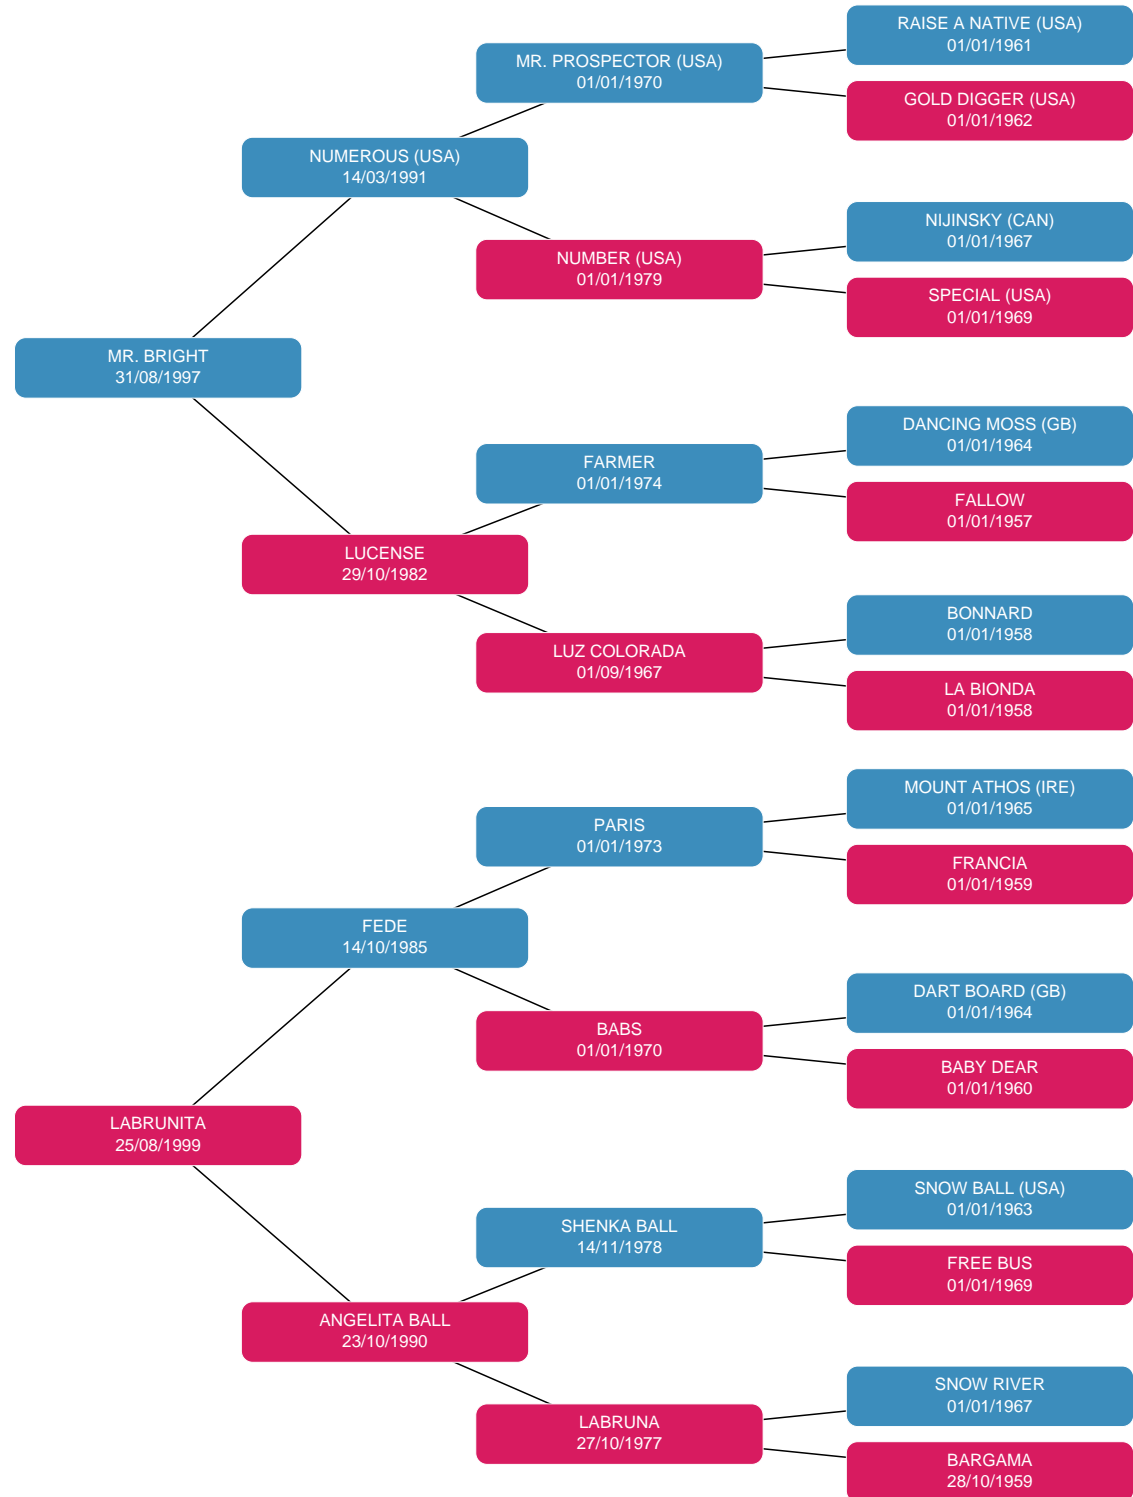 RAISE A NATIVE (USA)
01/01/1961
MR. PROSPECTOR (USA)
01/01/1970
GOLD DIGGER (USA)
01/01/1962
NUMEROUS (USA)
14/03/1991
NIJINSKY (CAN)
01/01/1967
NUMBER (USA)
01/01/1979
SPECIAL (USA)
01/01/1969
MR. BRIGHT
31/08/1997
DANCING MOSS (GB)
01/01/1964
FARMER
01/01/1974
FALLOW
01/01/1957
LUCENSE
29/10/1982
BONNARD
01/01/1958
LUZ COLORADA
01/09/1967
LA BIONDA
01/01/1958
MOUNT ATHOS (IRE)
01/01/1965
PARIS
01/01/1973
FRANCIA
01/01/1959
FEDE
14/10/1985
DART BOARD (GB)
01/01/1964
BABS
01/01/1970
BABY DEAR
01/01/1960
LABRUNITA
25/08/1999
SNOW BALL (USA)
01/01/1963
SHENKA BALL
14/11/1978
FREE BUS
01/01/1969
ANGELITA BALL
23/10/1990
SNOW RIVER
01/01/1967
LABRUNA
27/10/1977
BARGAMA
28/10/1959